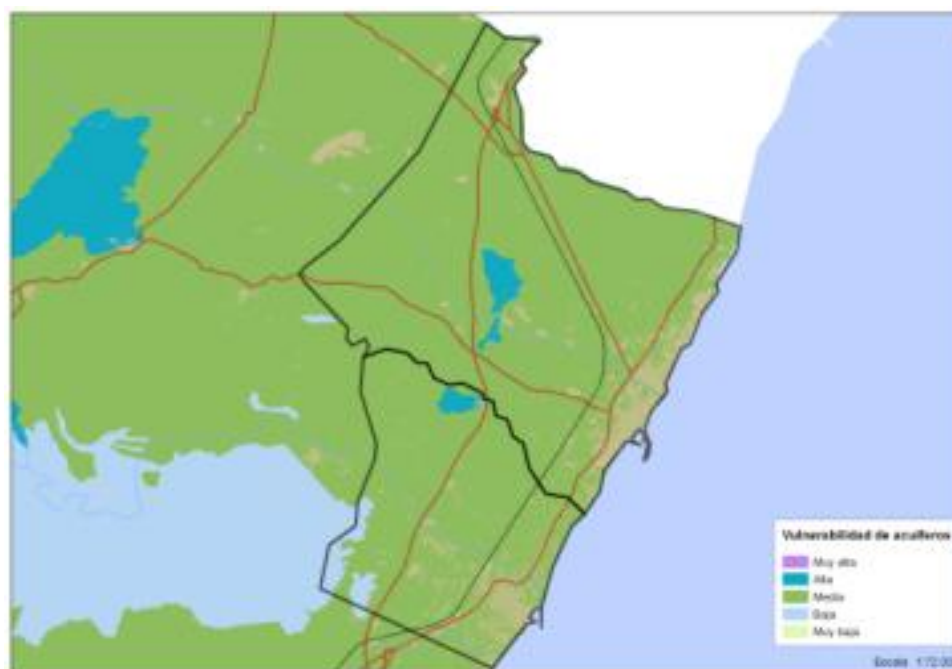 Vulnerabilidad de acuíferos
Muy alta
Alta
Media
Baja
Muy baja
Escala